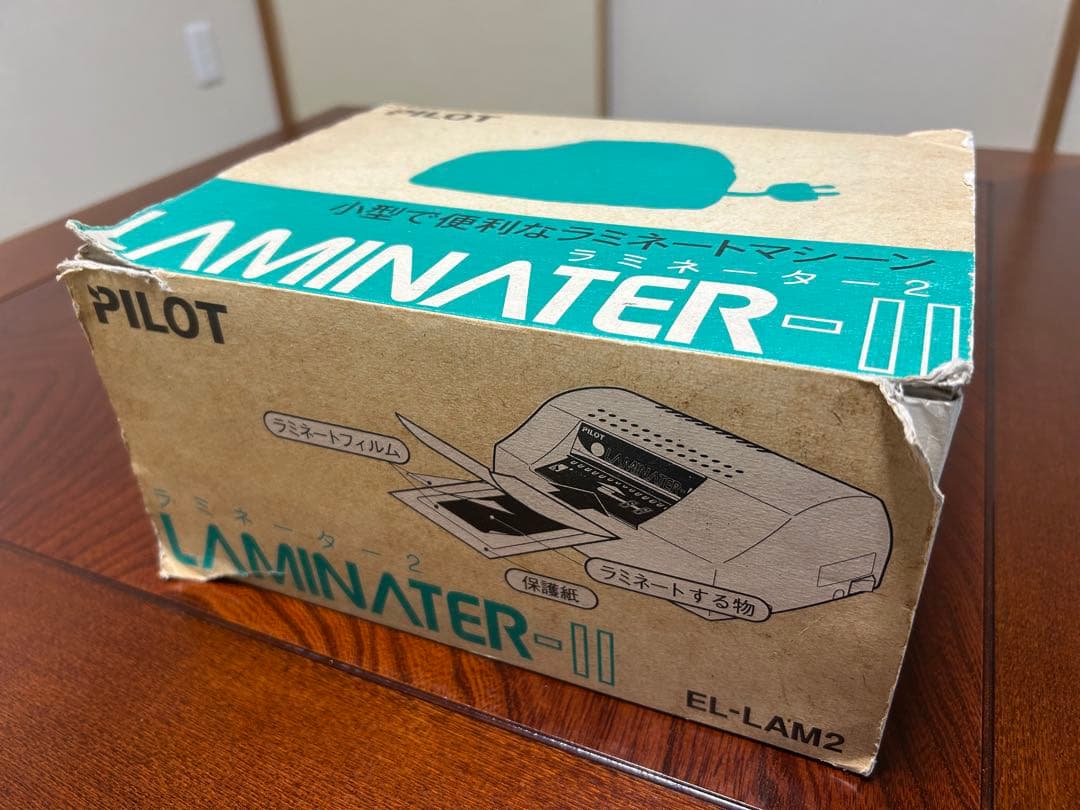 PILOT
小型で便利なラミネートマシーン
ラミネーター2
LAMINATER-II
PILOT
ラミネートフィルム
PILOT
LAMINATER-II
保護紙
ラミネートする物
ラミネーター2
LAMINATER-II
EL-LAM2